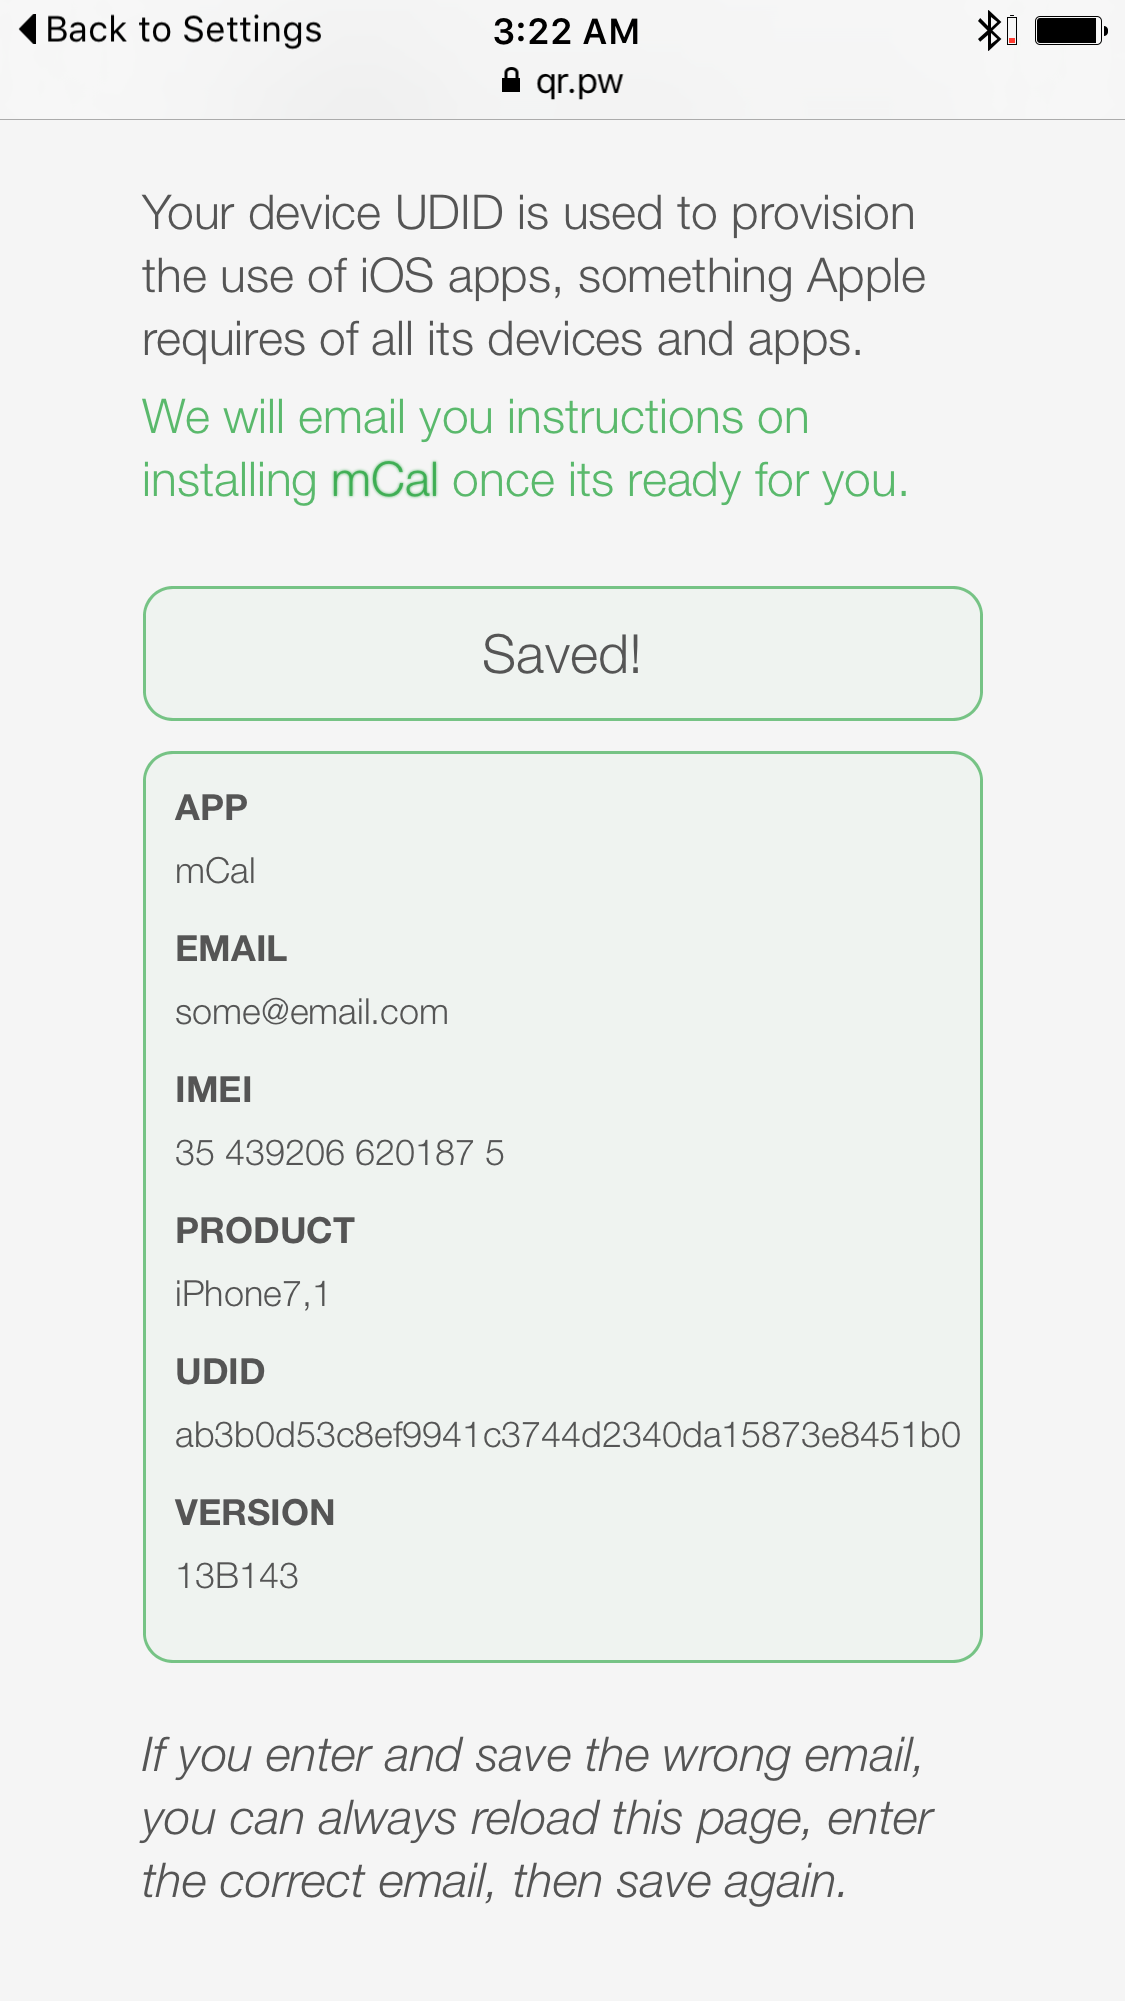 Back to Settings
3:22 AM
qr.pw
Your device UDID is used to provision
the use of iOS apps, something Apple
requires of all its devices and apps.
We will email you instructions on
installing mCal once its ready for you.
Saved!
APP
mCal
EMAIL
some@email.com
IMEI
35 439206 620187 5
PRODUCT
iPhone7,1
UDID
ab3b0d53c8ef9941c3744d2340da15873e8451b0
VERSION
13B143
If you enter and save the wrong email,
you can always reload this page, enter
the correct email, then save again.